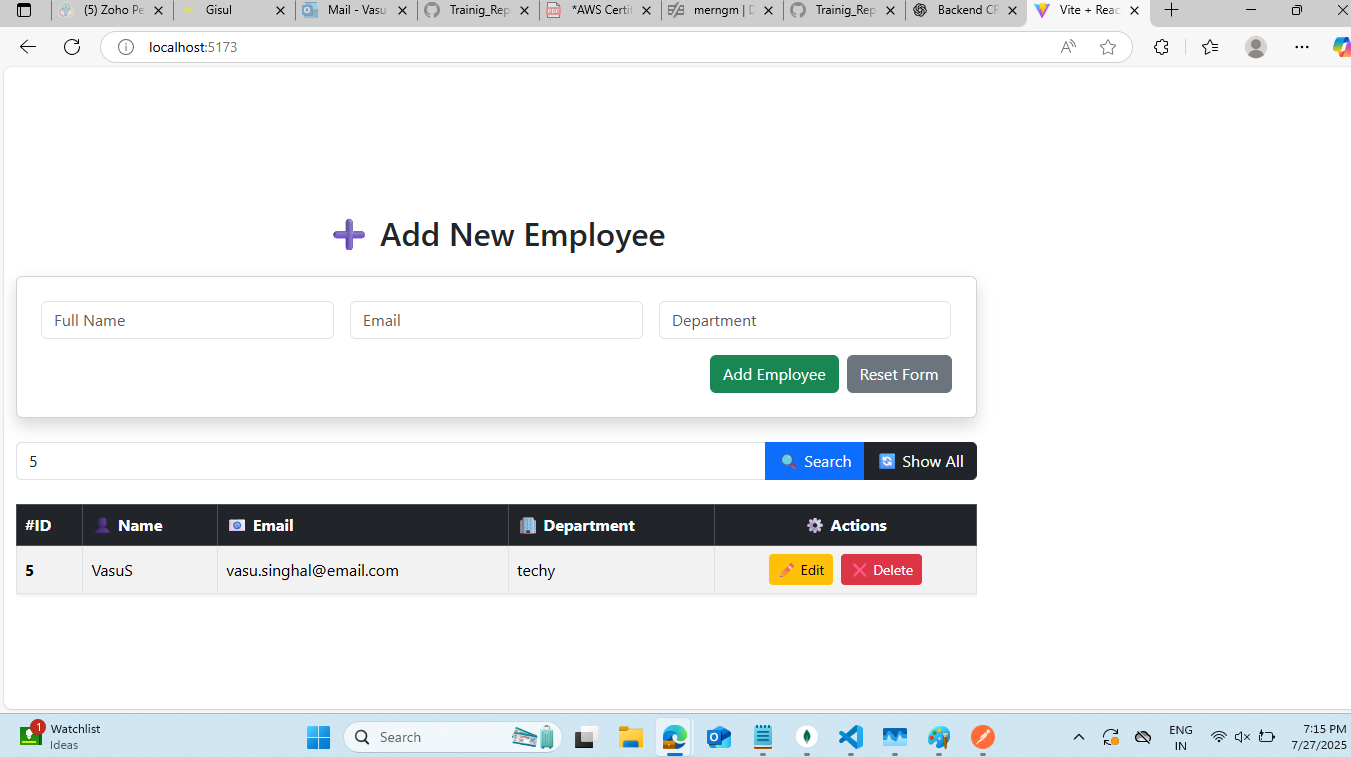 (5) Zoho Pe
Gisul
Mail - Vasu
Trainig_Rep
*AWS Certif
merngm | D
Trainig_Rep
Backend CR
Vite + Reac
localhost:5173
Add New Employee
Full Name
Email
Department
Add Employee
Reset Form
5
Search
Show All
#ID Name Email Department Actions
5 VasuS vasu.singhal@email.com techy Edit Delete
1
Watchlist
Ideas
Search
ENG
IN
7:15 PM
7/27/2025